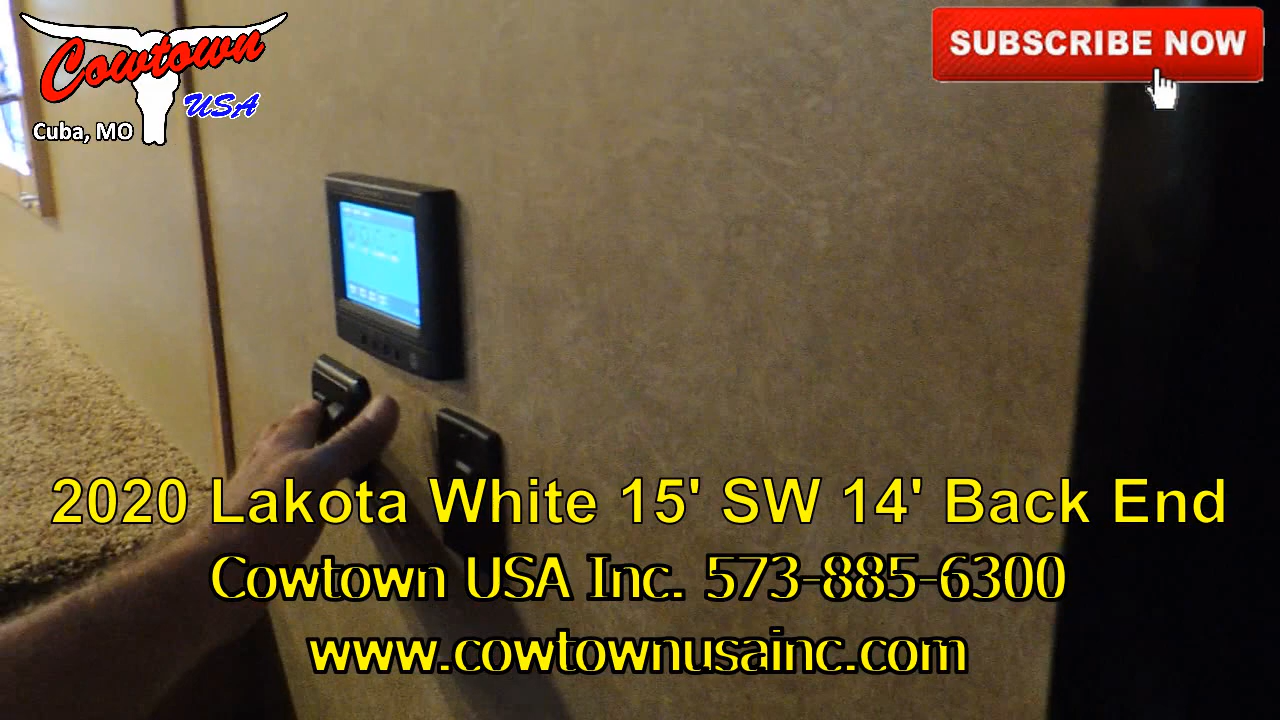 Cowtown
USA
Cuba, MO
SUBSCRIBE NOW
2020 Lakota White 15' SW 14' Back End
Cowtown USA Inc. 573-885-6300
www.cowtownusainc.com